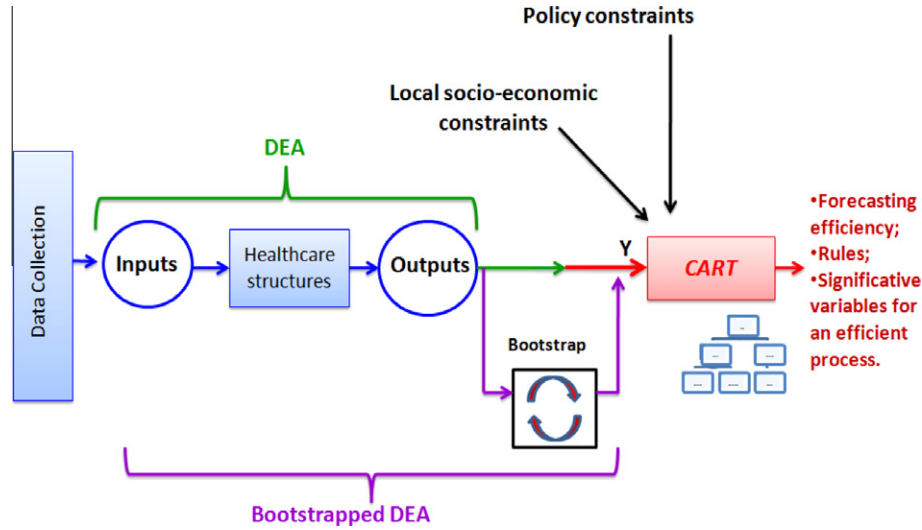 Policy constraints
Local socio-economic
constraints
DEA
Data Collection
Inputs
Healthcare
structures
Outputs
Y
CART
•Forecasting
efficiency;
•Rules;
•Significative
variables for
an efficient
process.
Bootstrap
Bootstrapped DEA